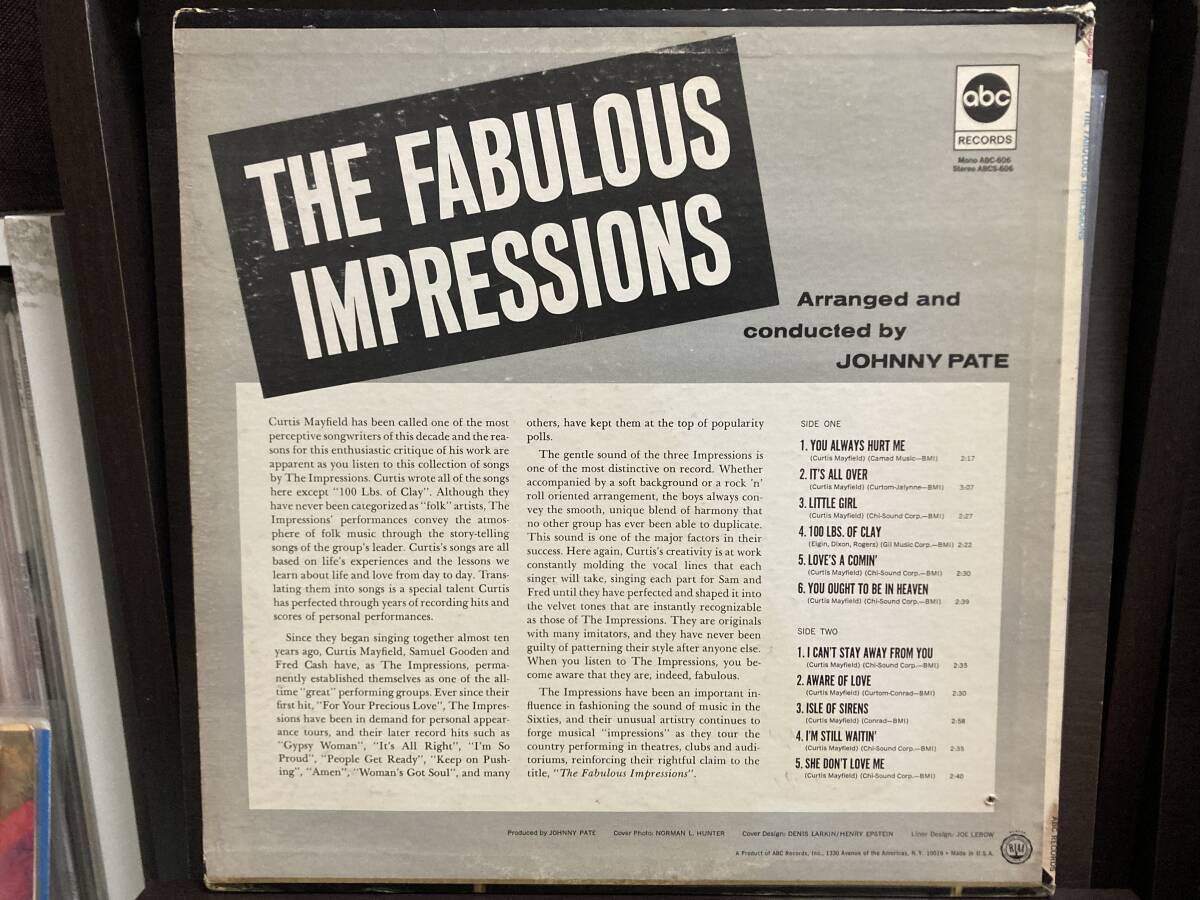 THE FABULOUS
IMPRESSIONS
abc
RECORDS
Mono ABC-606
Stereo ABCS-606
Arranged and
conducted by
JOHNNY PATE
Curtis Mayfield has been called one of the most
perceptive songwriters of this decade and the rea-
sons for this enthusiastic critique of his work are
apparent as you listen to this collection of songs
by The Impressions. Curtis wrote all of the songs
here except "100 Lbs. of Clay". Although they
have never been categorized as "folk" artists, The
Impressions' performances convey the atmos-
phere of folk music through the story-telling
songs of the group's leader. Curtis's songs are all
based on life's experiences and the lessons we
learn about life and love from day to day. Trans-
lating them into songs is a special talent Curtis
has perfected through years of recording hits and
scores of personal performances.
Since they began singing together almost ten
years ago, Curtis Mayfield, Samuel Gooden and
Fred Cash have, as The Impressions, perma-
nently established themselves as one of the all-
time "great" performing groups. Ever since their
first hit, "For Your Precious Love", The Impres-
sions have been in demand for personal appear-
ance tours, and their later record hits such as
"Gypsy Woman", "It's All Right", "I'm So
Proud", "People Get Ready", "Keep on Push-
ing", "Amen", "Woman's Got Soul", and many
others, have kept them at the top of popularity
polls.
The gentle sound of the three Impressions is
one of the most distinctive on record. Whether
accompanied by a soft background or a rock 'n'
roll oriented arrangement, the boys always con-
vey the smooth, unique blend of harmony that
no other group has ever been able to duplicate.
This sound is one of the major factors in their
success. Here again, Curtis's creativity is at work
constantly molding the vocal lines that each
singer will take, singing each part for Sam and
Fred until they have perfected and shaped it into
the velvet tones that are instantly recognizable
as those of The Impressions. They are originals
with many imitators, and they have never been
guilty of patterning their style after anyone else.
When you listen to The Impressions, you be-
come aware that they are, indeed, fabulous.
The Impressions have been an important in-
fluence in fashioning the sound of music in the
Sixties, and their unusual artistry continues to
forge musical "impressions" as they tour the
country performing in theatres, clubs and audi-
toriums, reinforcing their rightful claim to the
title, "The Fabulous Impressions".
SIDE ONE
1. YOU ALWAYS HURT ME
(Curtis Mayfield) (Camad Music—BMI) 2:17
2. IT'S ALL OVER
(Curtis Mayfield) (Curtom-Jalynne—BMI) 3:07
3. LITTLE GIRL
(Curtis Mayfield) (Chi-Sound Corp.—BMI) 2:27
4. 100 LBS. OF CLAY
(Elgin, Dixon, Rogers) (Gil Music Corp.—BMI) 2:22
5. LOVE'S A COMIN'
(Curtis Mayfield) (Chi-Sound Corp.—BMI) 2:30
6. YOU OUGHT TO BE IN HEAVEN
(Curtis Mayfield) (Chi-Sound Corp.—BMI) 2:39
SIDE TWO
1. I CAN'T STAY AWAY FROM YOU
(Curtis Mayfield) (Chi-Sound Corp.—BMI) 2:35
2. AWARE OF LOVE
(Curtis Mayfield) (Curtom-Conrad—BMI) 2:30
3. ISLE OF SIRENS
(Curtis Mayfield) (Conrad—BMI) 2:58
4. I'M STILL WAITIN'
(Curtis Mayfield) (Chi-Sound Corp.—BMI) 2:35
5. SHE DON'T LOVE ME
(Curtis Mayfield) (Chi-Sound Corp.—BMI) 2:40
Produced by JOHNNY PATE Cover Photo: NORMAN L. HUNTER Cover Design: DENIS LARKIN/HENRY EPSTEIN Liner Design: JOE LEBOW
A Product of ABC Records, Inc., 1330 Avenue of the Americas, N.Y. 10019 • Made in U.S.A.
ABC RECORDS
THE FABULOUS IMPRESSIONS